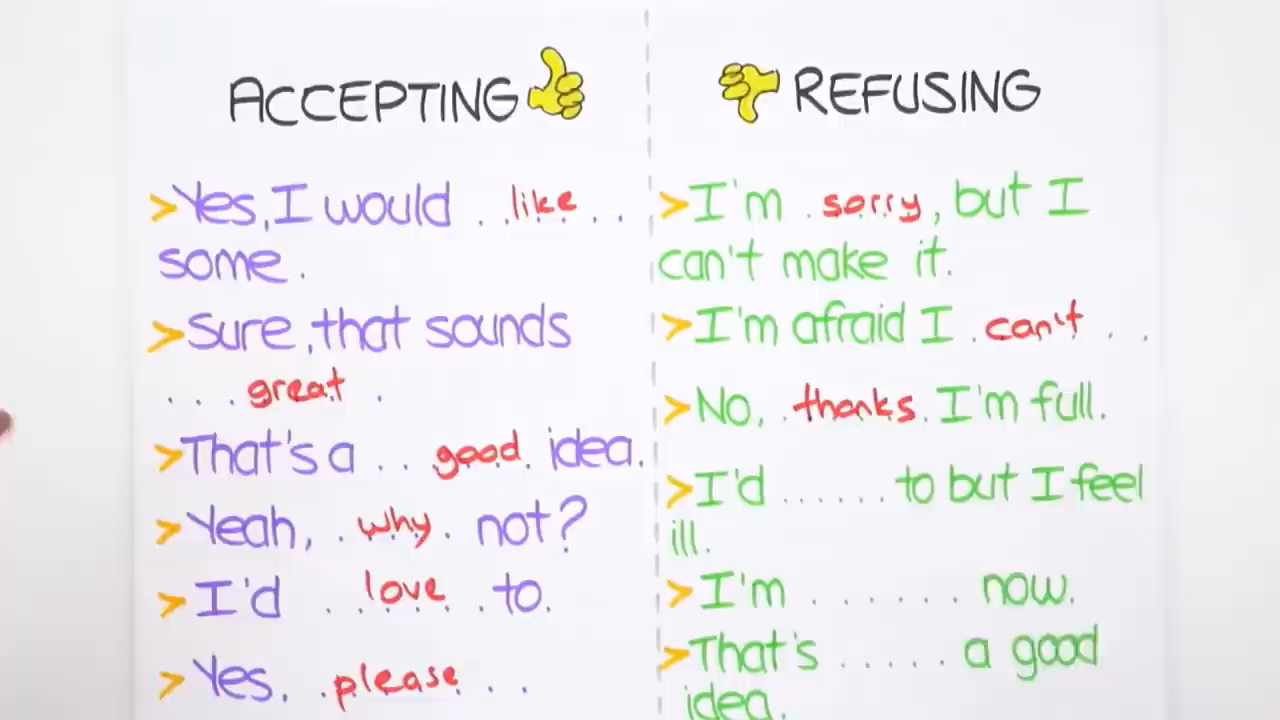 ACCEPTING
>Yes, I would . . like . . .
some.
>Sure, that sounds
. . . great .
>That's a . . good . idea.
>Yeah, . why . not?
>I'd . . love . . to.
>Yes. . please . . .
REFUSING
>I'm . sorry, but I
can't make it.
>I'm afraid I . can't . .
>No, . thanks . I'm full.
>I'd . . . . . . to but I feel
ill.
>I'm . . . . . . now.
>That's . . . . . a good
idea.